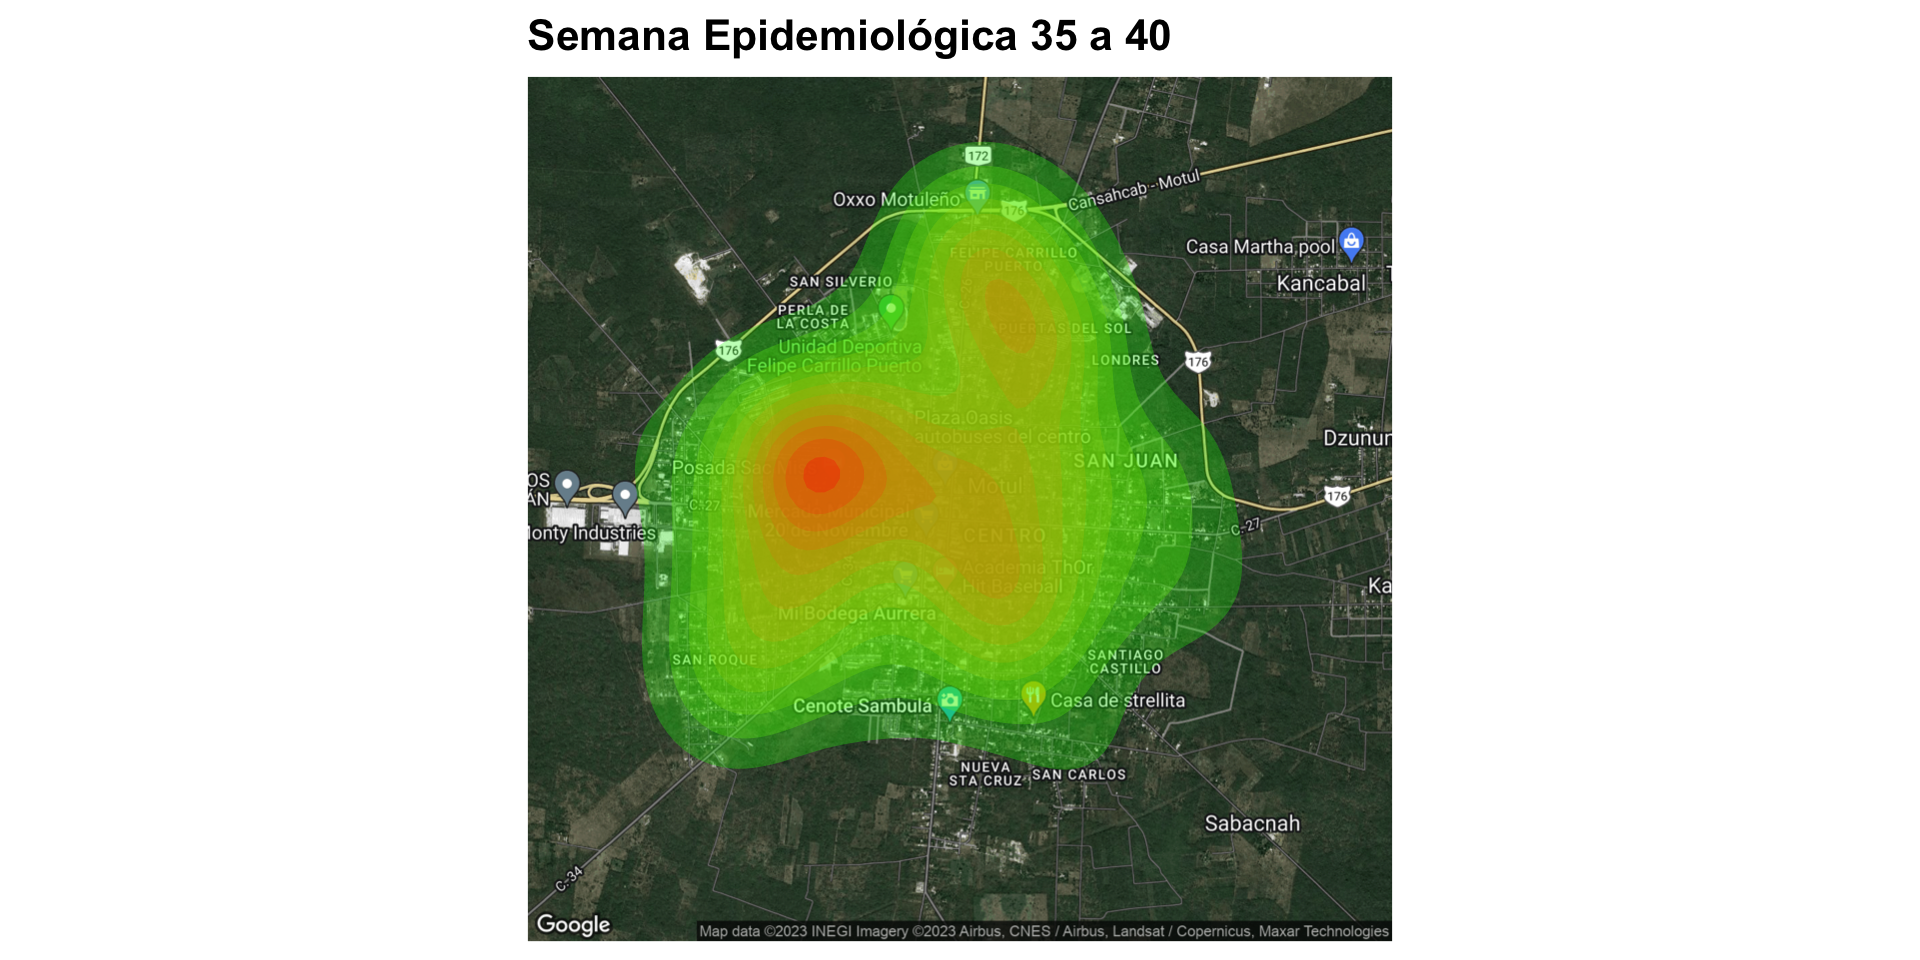 Semana Epidemiológica 35 a 40
172
Oxxo Motuleño
176
Cansahcab - Motul
FELIPE CARRILLO
PUERTO
Casa Martha pool
Kancabal
SAN SILVERIO
PERLA DE
LA COSTA
PUERTAS DEL SOL
176
Unidad Deportiva
Felipe Carrillo Puerto
LONDRES
176
Plaza Oasis
autobuses del centro
Dzunun
SAN JUAN
Posada Sac
OS
ÁN
Motul
176
C. 27
Mercado Municipal
20 de Noviembre
C. 27
onty Industries
CENTRO
Academia ThOr
Hit Baseball
Ka
Mi Bodega Aurrera
SAN ROQUE
SANTIAGO
CASTILLO
Cenote Sambulá
Casa de strellita
NUEVA
STA CRUZ
SAN CARLOS
Sabacnah
C. 34
Google
Map data ©2023 INEGI Imagery ©2023 Airbus, CNES / Airbus, Landsat / Copernicus, Maxar Technologies